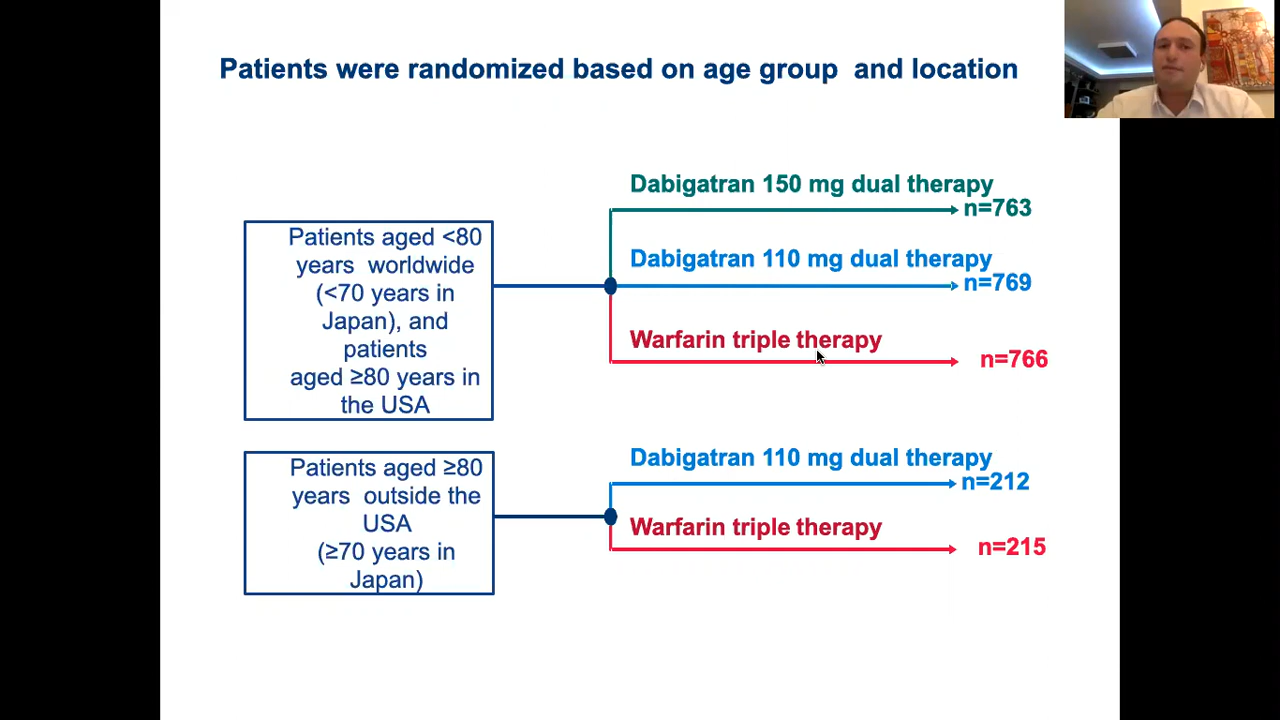 Patients were randomized based on age group and location
Patients aged <80
years worldwide
(<70 years in
Japan), and
patients
aged ≥80 years in
the USA
Dabigatran 150 mg dual therapy
n=763
Dabigatran 110 mg dual therapy
n=769
Warfarin triple therapy
n=766
Patients aged ≥80
years outside the
USA
(≥70 years in
Japan)
Dabigatran 110 mg dual therapy
n=212
Warfarin triple therapy
n=215